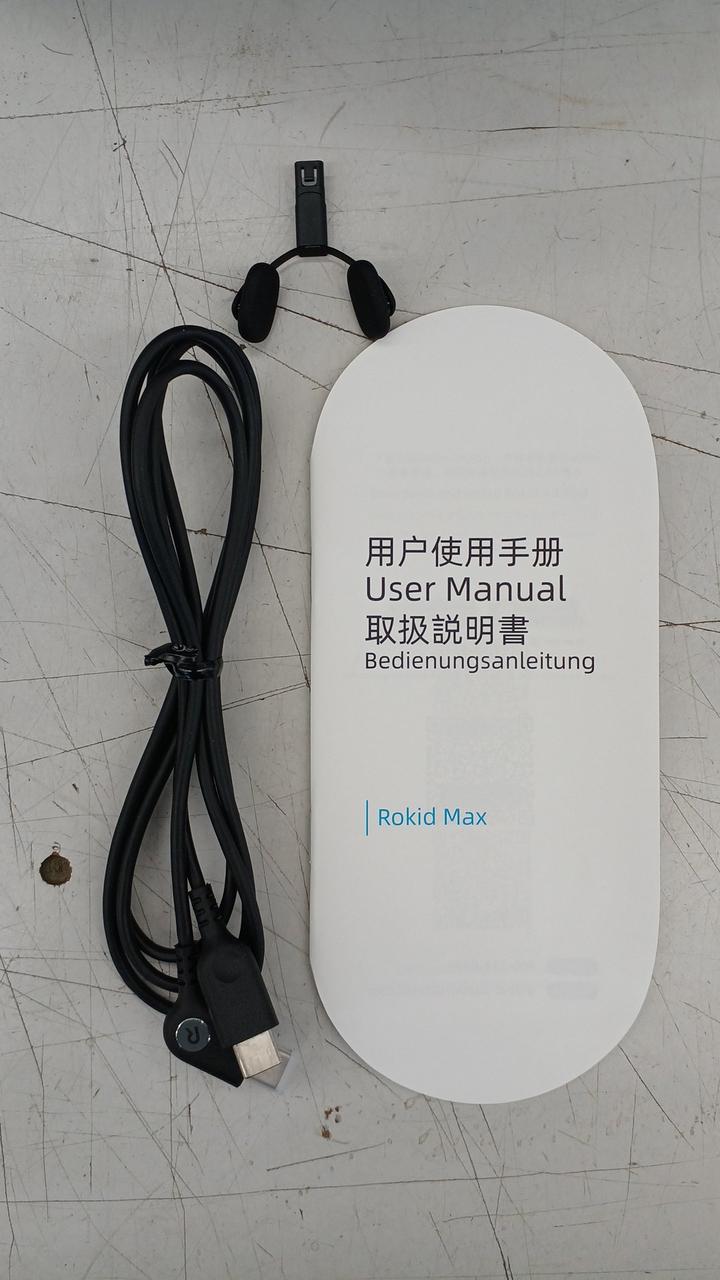 用户使用手册
User Manual
取扱説明書
Bedienungsanleitung
Rokid Max
R